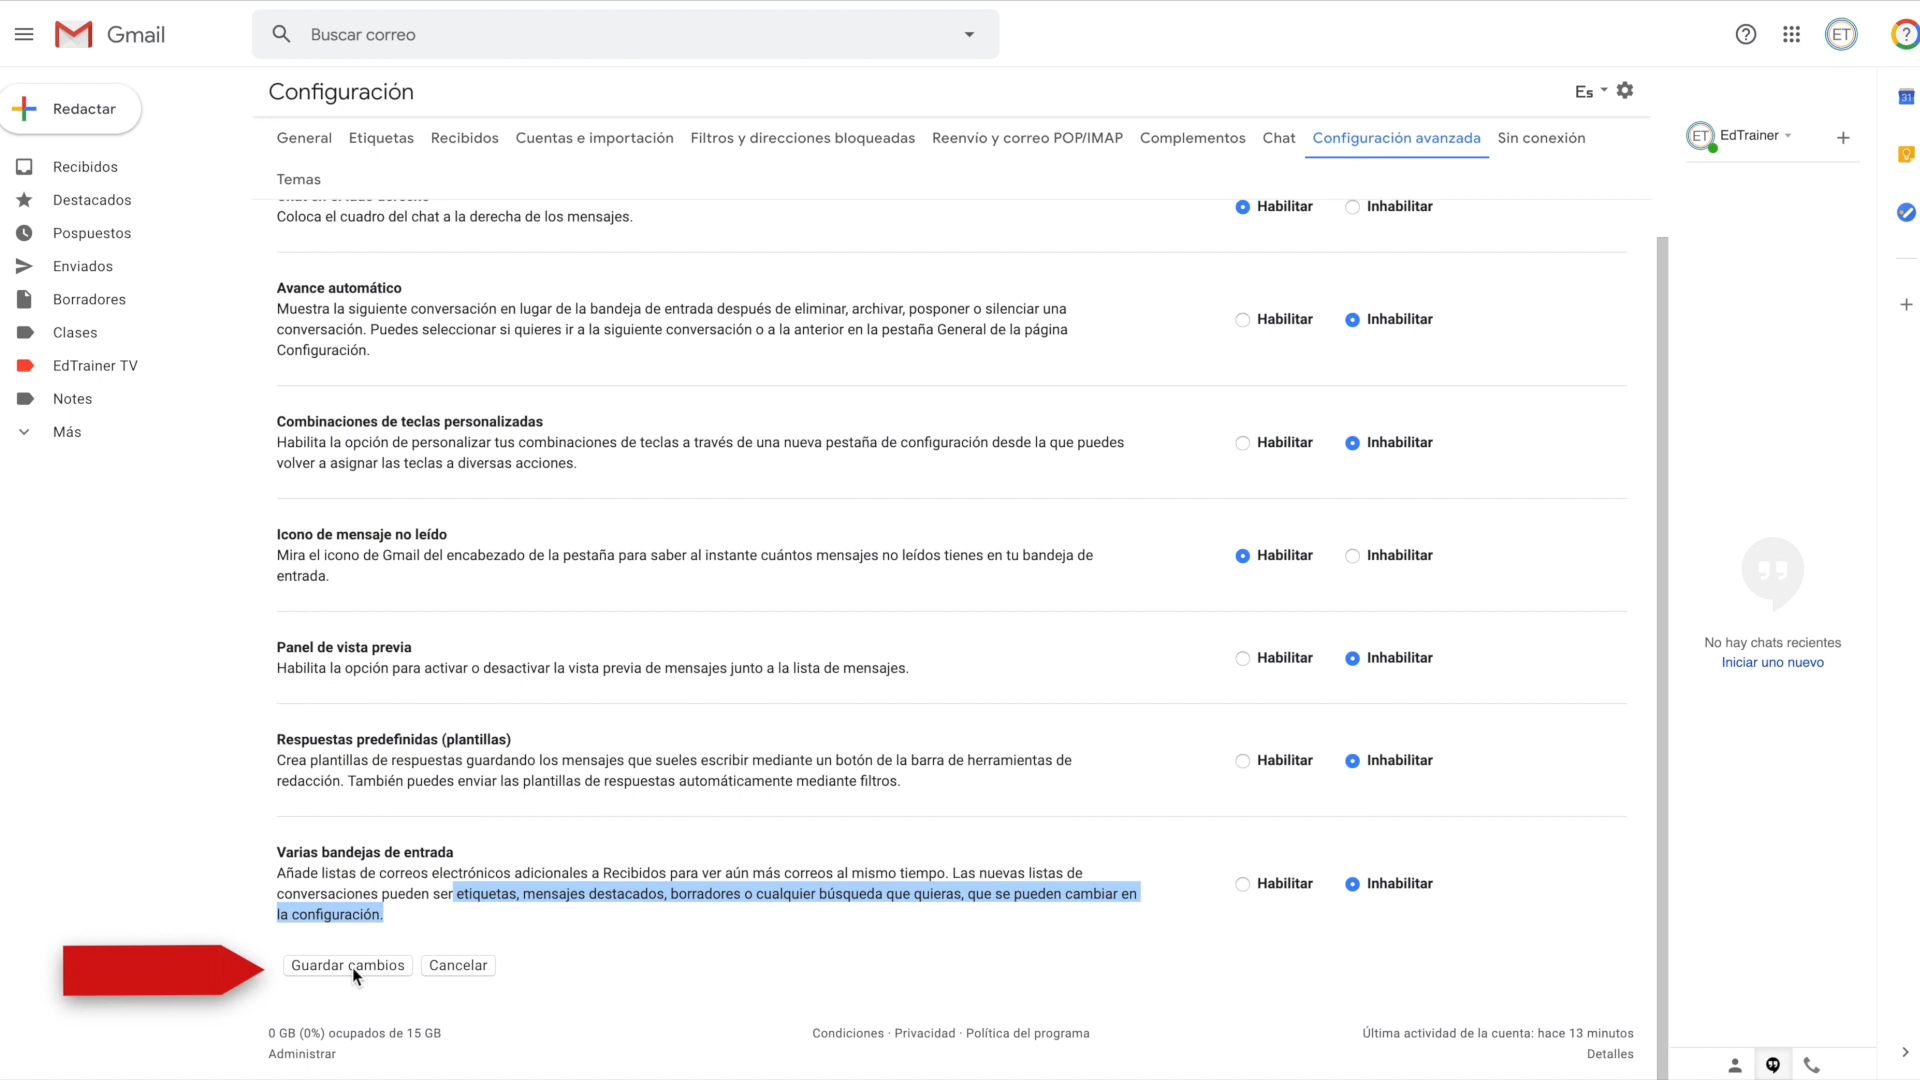 Gmail
Buscar correo
ET
Redactar
Configuración
Es
General Etiquetas Recibidos Cuentas e importación Filtros y direcciones bloqueadas Reenvío y correo POP/IMAP Complementos Chat Configuración avanzada Sin conexión
Temas
Recibidos
Destacados
Pospuestos
Enviados
Borradores
Clases
EdTrainer TV
Notes
Más
Coloca el cuadro del chat a la derecha de los mensajes.
Habilitar Inhabilitar
Avance automático
Muestra la siguiente conversación en lugar de la bandeja de entrada después de eliminar, archivar, posponer o silenciar una
conversación. Puedes seleccionar si quieres ir a la siguiente conversación o a la anterior en la pestaña General de la página
Configuración.
Habilitar Inhabilitar
Combinaciones de teclas personalizadas
Habilita la opción de personalizar tus combinaciones de teclas a través de una nueva pestaña de configuración desde la que puedes
volver a asignar las teclas a diversas acciones.
Habilitar Inhabilitar
Icono de mensaje no leído
Mira el icono de Gmail del encabezado de la pestaña para saber al instante cuántos mensajes no leídos tienes en tu bandeja de
entrada.
Habilitar Inhabilitar
Panel de vista previa
Habilita la opción para activar o desactivar la vista previa de mensajes junto a la lista de mensajes.
Habilitar Inhabilitar
Respuestas predefinidas (plantillas)
Crea plantillas de respuestas guardando los mensajes que sueles escribir mediante un botón de la barra de herramientas de
redacción. También puedes enviar las plantillas de respuestas automáticamente mediante filtros.
Habilitar Inhabilitar
Varias bandejas de entrada
Añade listas de correos electrónicos adicionales a Recibidos para ver aún más correos al mismo tiempo. Las nuevas listas de
conversaciones pueden ser etiquetas, mensajes destacados, borradores o cualquier búsqueda que quieras, que se pueden cambiar en
la configuración.
Habilitar Inhabilitar
Guardar cambios Cancelar
0 GB (0%) ocupados de 15 GB
Administrar
Condiciones · Privacidad · Política del programa
Última actividad de la cuenta: hace 13 minutos
Detalles
ET EdTrainer
No hay chats recientes
Iniciar uno nuevo
31